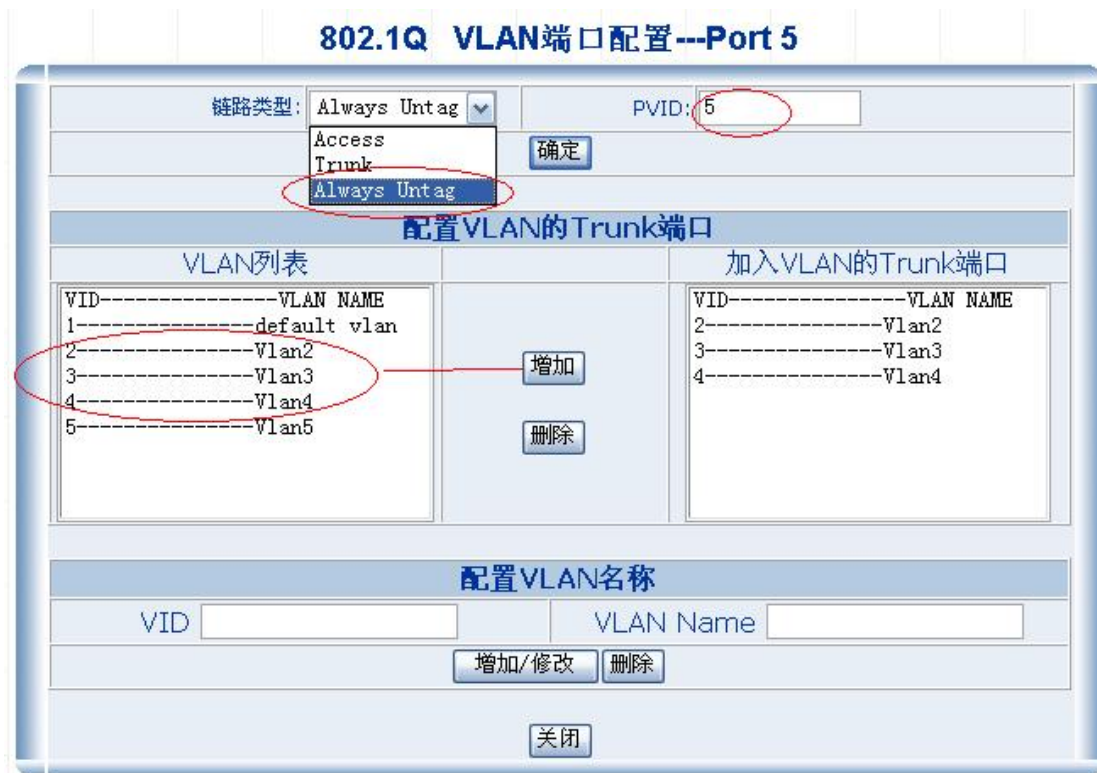 802.1Q VLAN端口配置---Port 5
链路类型: Always Untag PVID: 5
Access
Trunk
Always Untag
确定
配置VLAN的Trunk端口
VLAN列表 加入VLAN的Trunk端口
VID---------------VLAN NAME
1---------------default vlan
2---------------Vlan2
3---------------Vlan3
4---------------Vlan4
5---------------Vlan5
增加
删除
VID---------------VLAN NAME
2---------------Vlan2
3---------------Vlan3
4---------------Vlan4
配置VLAN名称
VID VLAN Name
增加/修改 删除
关闭